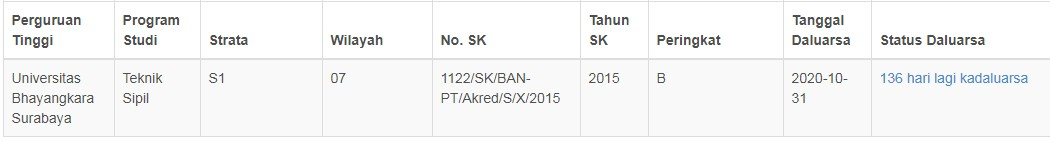 Perguruan Tinggi Program Studi Strata Wilayah No. SK Tahun SK Peringkat Tanggal Daluarsa Status Daluarsa
Universitas Bhayangkara Surabaya Teknik Sipil S1 07 1122/SK/BAN-PT/Akred/S/X/2015 2015 B 2020-10-31 136 hari lagi kadaluarsa